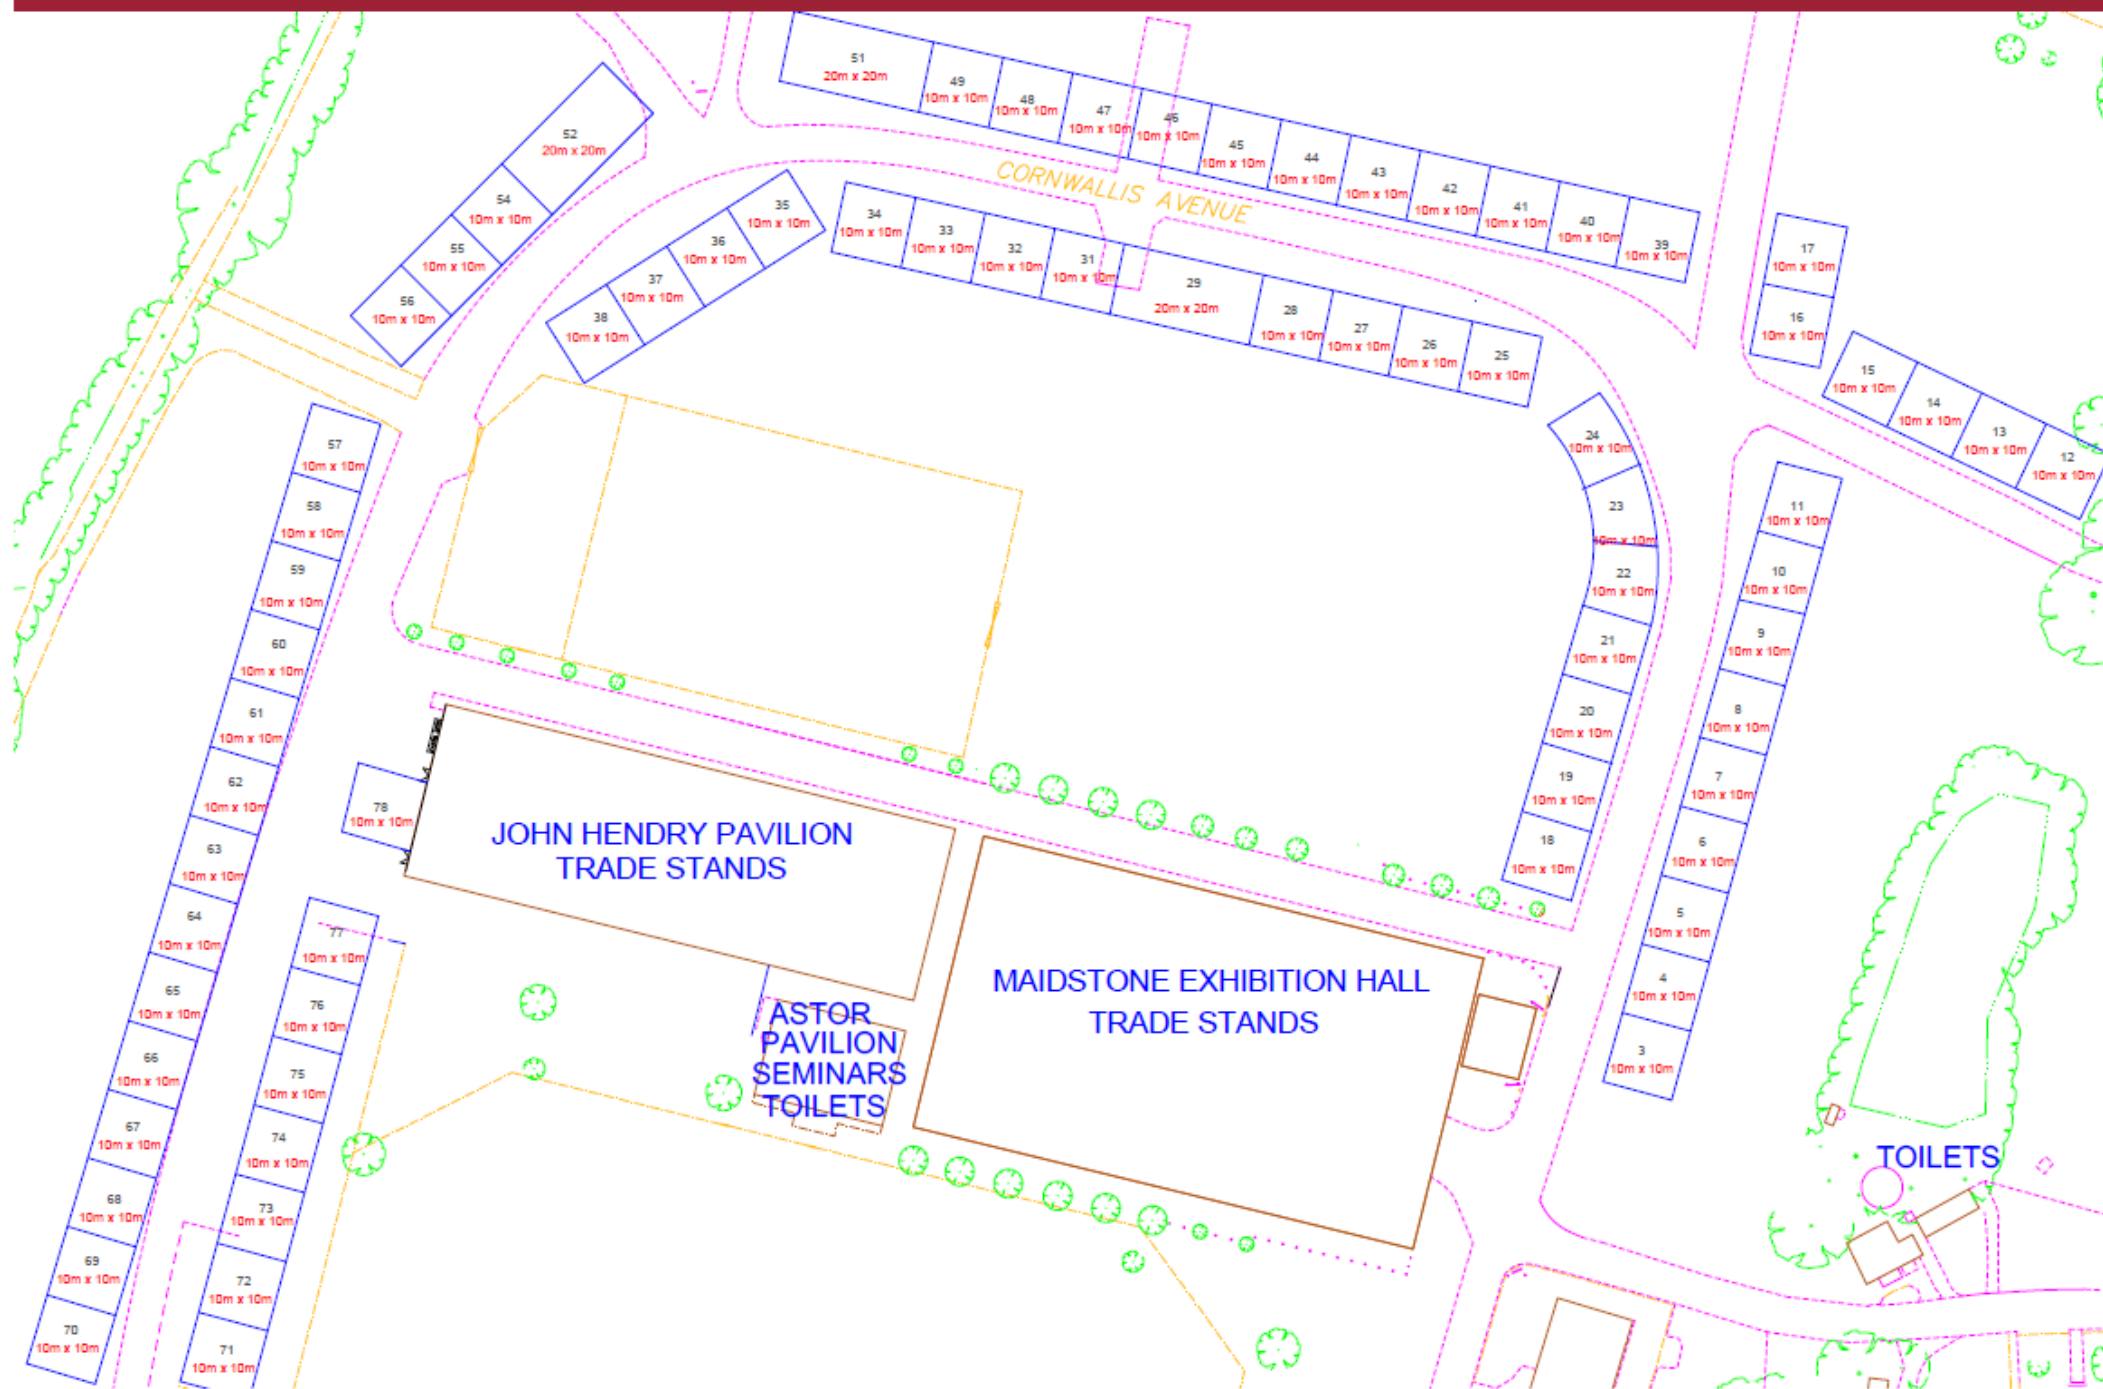 51
20m x 20m
49
10m x 10m
48
10m x 10m
47
10m x 10m
46
10m x 10m
45
10m x 10m
44
10m x 10m
43
10m x 10m
42
10m x 10m
41
10m x 10m
40
10m x 10m
39
10m x 10m
52
20m x 20m
54
10m x 10m
55
10m x 10m
56
10m x 10m
CORNWALLIS AVENUE
35
10m x 10m
36
10m x 10m
37
10m x 10m
38
10m x 10m
34
10m x 10m
33
10m x 10m
32
10m x 10m
31
10m x 10m
29
20m x 20m
28
10m x 10m
27
10m x 10m
26
10m x 10m
25
10m x 10m
17
10m x 10m
16
10m x 10m
15
10m x 10m
14
10m x 10m
13
10m x 10m
12
10m x 10m
24
10m x 10m
23
10m x 10m
22
10m x 10m
21
10m x 10m
20
10m x 10m
19
10m x 10m
18
10m x 10m
11
10m x 10m
10
10m x 10m
9
10m x 10m
8
10m x 10m
7
10m x 10m
6
10m x 10m
5
10m x 10m
4
10m x 10m
3
10m x 10m
57
10m x 10m
58
10m x 10m
59
10m x 10m
60
10m x 10m
61
10m x 10m
62
10m x 10m
63
10m x 10m
64
10m x 10m
65
10m x 10m
66
10m x 10m
67
10m x 10m
68
10m x 10m
69
10m x 10m
70
10m x 10m
78
10m x 10m
77
10m x 10m
76
10m x 10m
75
10m x 10m
74
10m x 10m
73
10m x 10m
72
10m x 10m
71
10m x 10m
JOHN HENDRY PAVILION
TRADE STANDS
MAIDSTONE EXHIBITION HALL
TRADE STANDS
ASTOR
PAVILION
SEMINARS
TOILETS
TOILETS